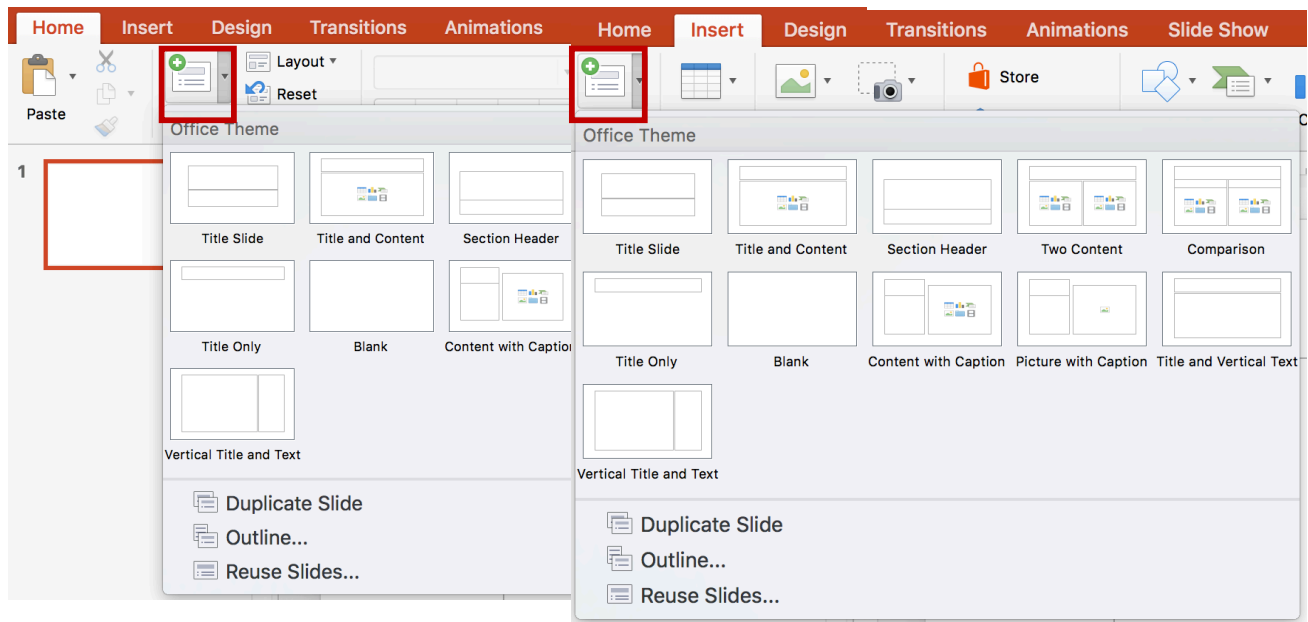 Home Insert Design Transitions Animations
Layout
Paste
Reset
1
Office Theme
Title Slide Title and Content Section Header
Title Only Blank Content with Caption
Vertical Title and Text
Duplicate Slide
Outline...
Reuse Slides...
Home Insert Design Transitions Animations Slide Show
Store
Office Theme
Title Slide Title and Content Section Header Two Content Comparison
Title Only Blank Content with Caption Picture with Caption Title and Vertical Text
Vertical Title and Text
Duplicate Slide
Outline...
Reuse Slides...